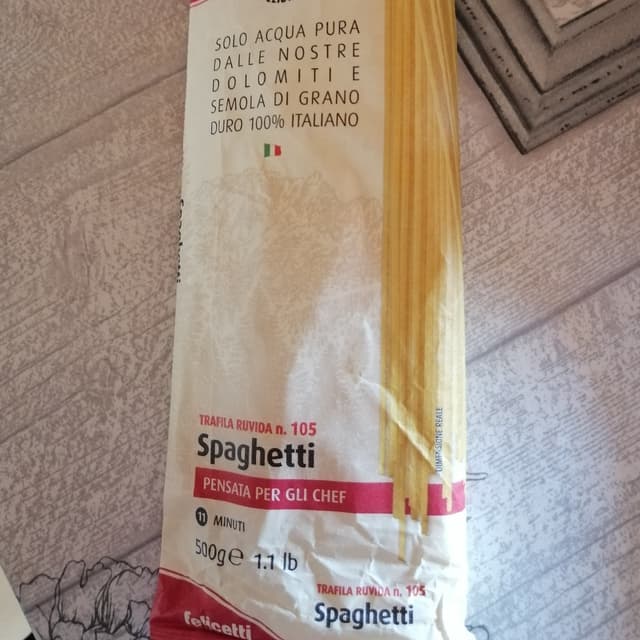 SOLO ACQUA PURA
DALLE NOSTRE
DOLOMITI E
SEMOLA DI GRANO
DURO 100% ITALIANO
TRAFILA RUVIDA n. 105
Spaghetti
PENSATA PER GLI CHEF
11 MINUTI
500g℮ 1.1 lb
DIMENSIONE REALE
TRAFILA RUVIDA n. 105
Spaghetti
felicetti